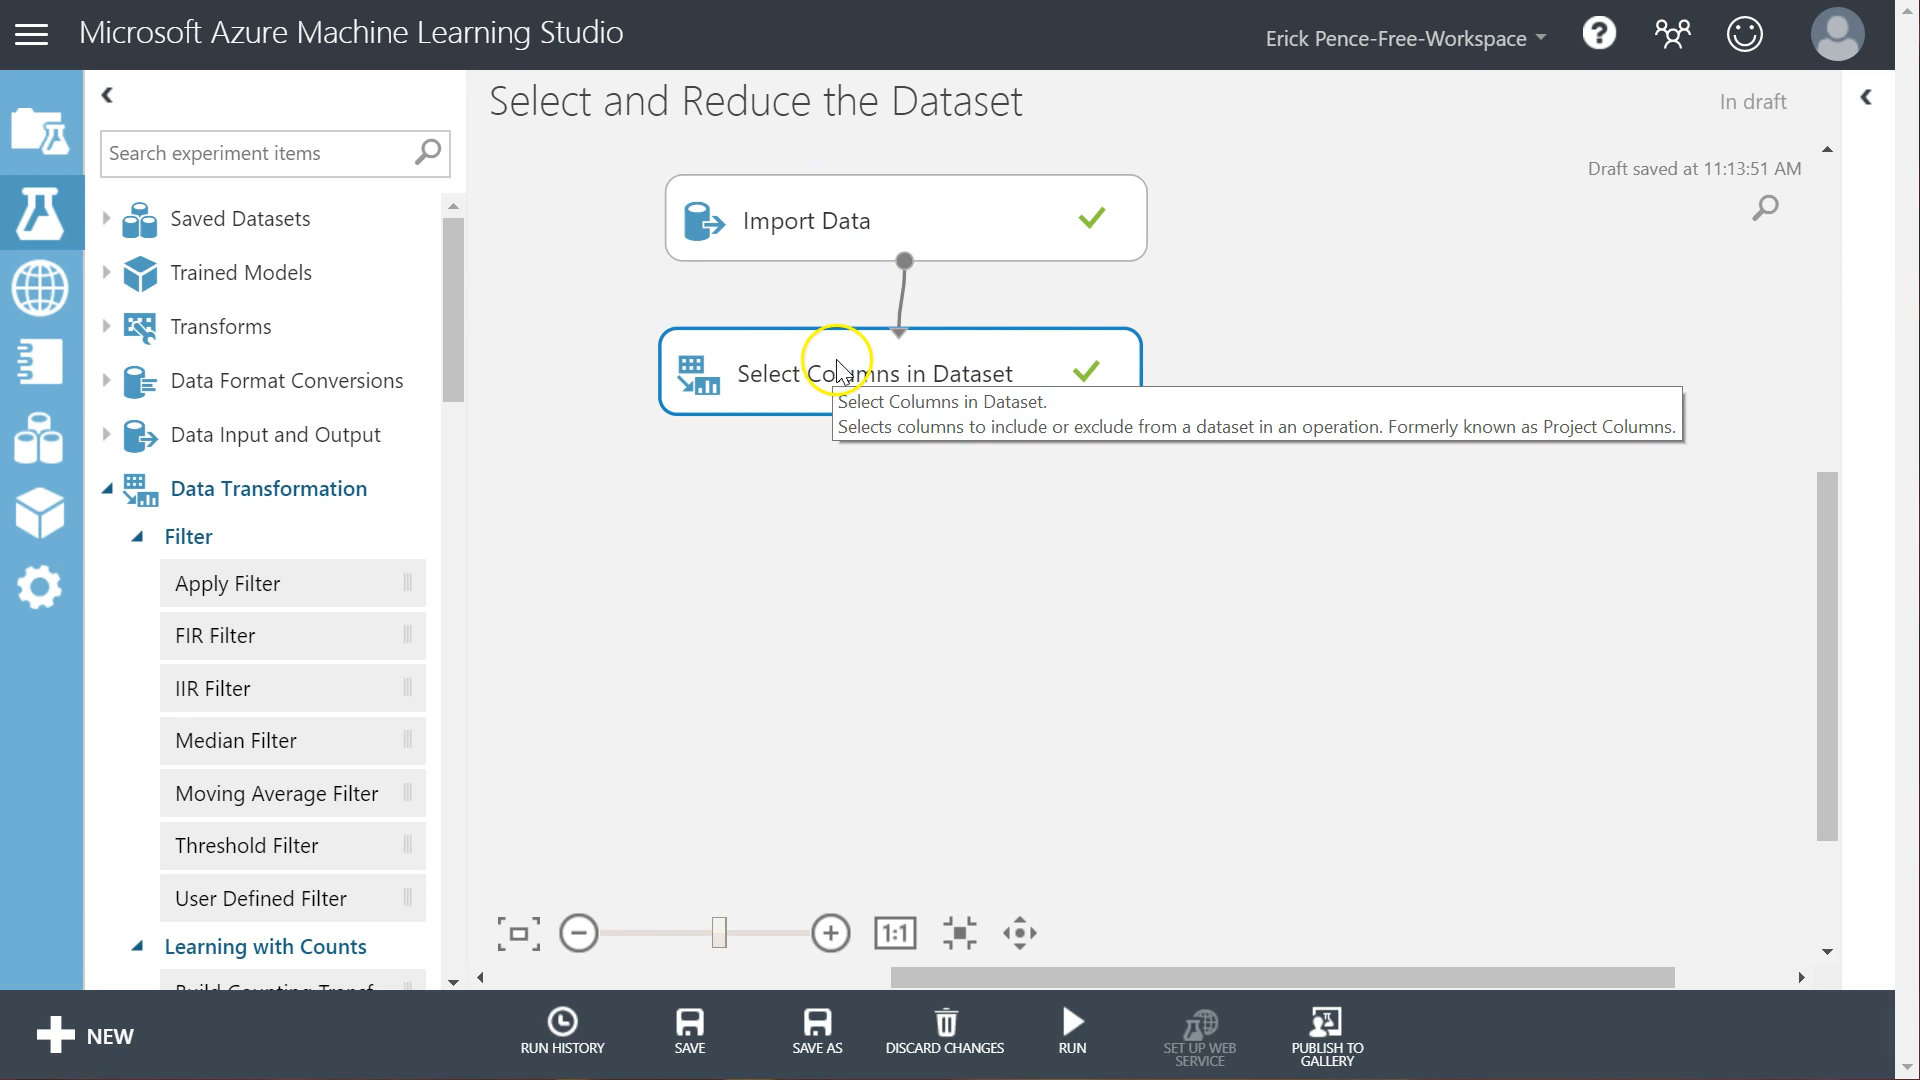 Microsoft Azure Machine Learning Studio
Erick Pence-Free-Workspace
?
Select and Reduce the Dataset
In draft
Search experiment items
Draft saved at 11:13:51 AM
Saved Datasets
Import Data
Trained Models
Transforms
Select Columns in Dataset
Data Format Conversions
Select Columns in Dataset.
Selects columns to include or exclude from a dataset in an operation. Formerly known as Project Columns.
Data Input and Output
Data Transformation
Filter
Apply Filter
FIR Filter
IIR Filter
Median Filter
Moving Average Filter
Threshold Filter
User Defined Filter
Learning with Counts
1:1
NEW
RUN HISTORY
SAVE
SAVE AS
DISCARD CHANGES
RUN
SET UP WEB
SERVICE
PUBLISH TO
GALLERY